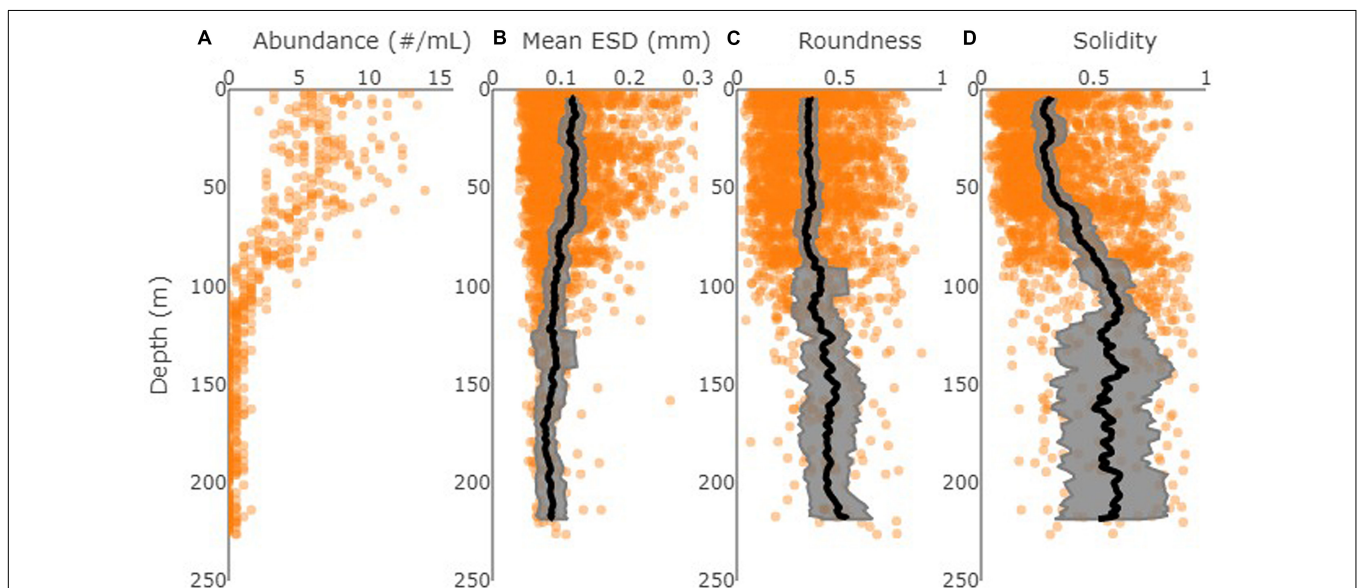 A Abundance (#/mL) B Mean ESD (mm) C Roundness D Solidity
0 5 10 15 0 0.1 0.2 0.3 0 0.5 1 0 0.5 1
0 0 0 0
50 50 50 50
100 100 100 100
150 150 150 150
200 200 200 200
250 250 250 250
Depth (m)